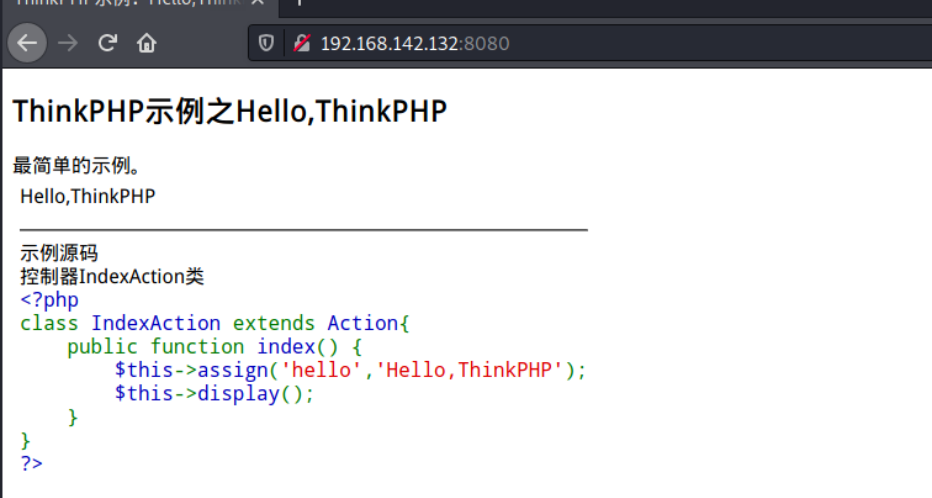 ThinkPHP示例：Hello,Think
192.168.142.132:8080
ThinkPHP示例之Hello,ThinkPHP
最简单的示例。
Hello,ThinkPHP
示例源码
控制器IndexAction类
<?php
class IndexAction extends Action{
    public function index() {
        $this->assign('hello','Hello,ThinkPHP');
        $this->display();
    }
}
?>